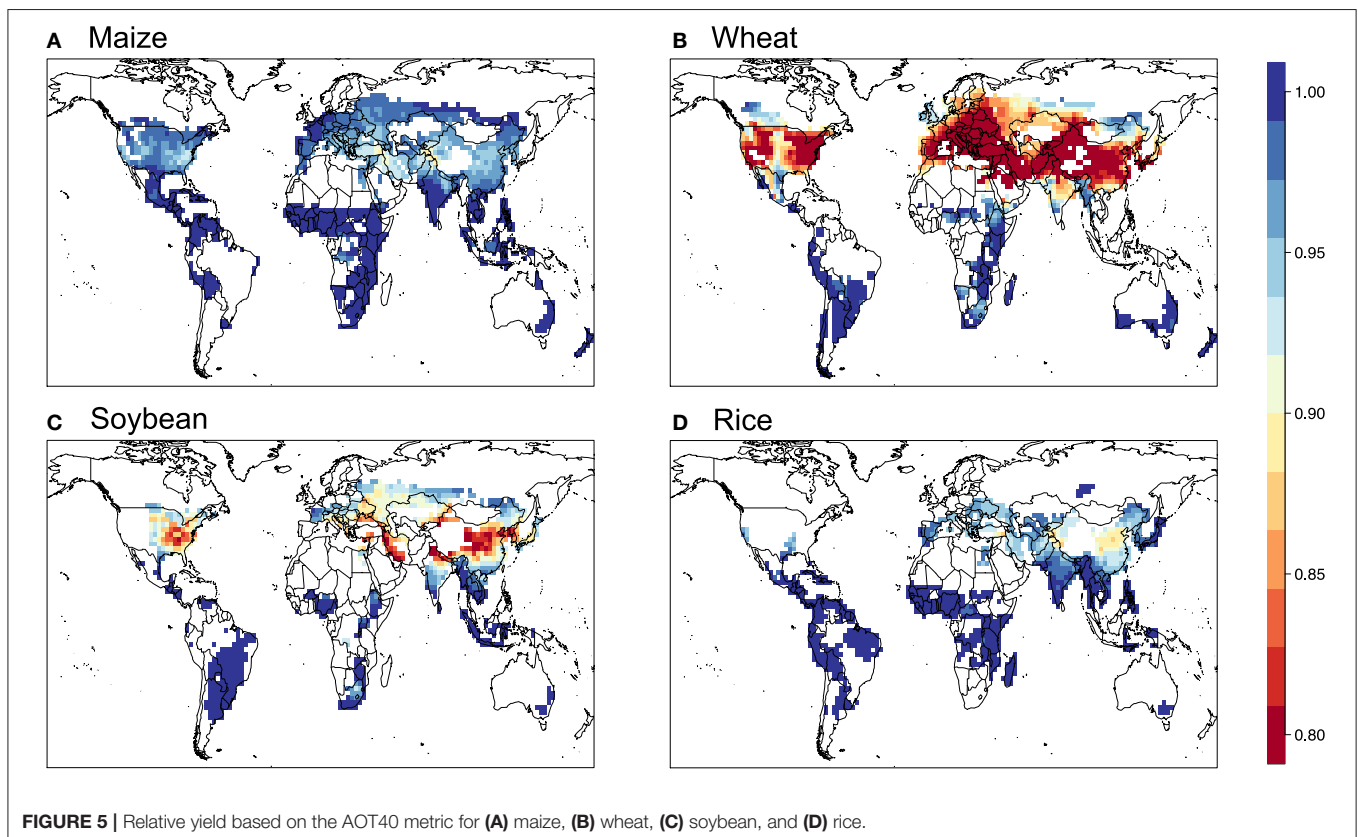 A Maize
B Wheat
1.00
0.95
0.90
0.85
0.80
C Soybean
D Rice
FIGURE 5 | Relative yield based on the AOT40 metric for (A) maize, (B) wheat, (C) soybean, and (D) rice.